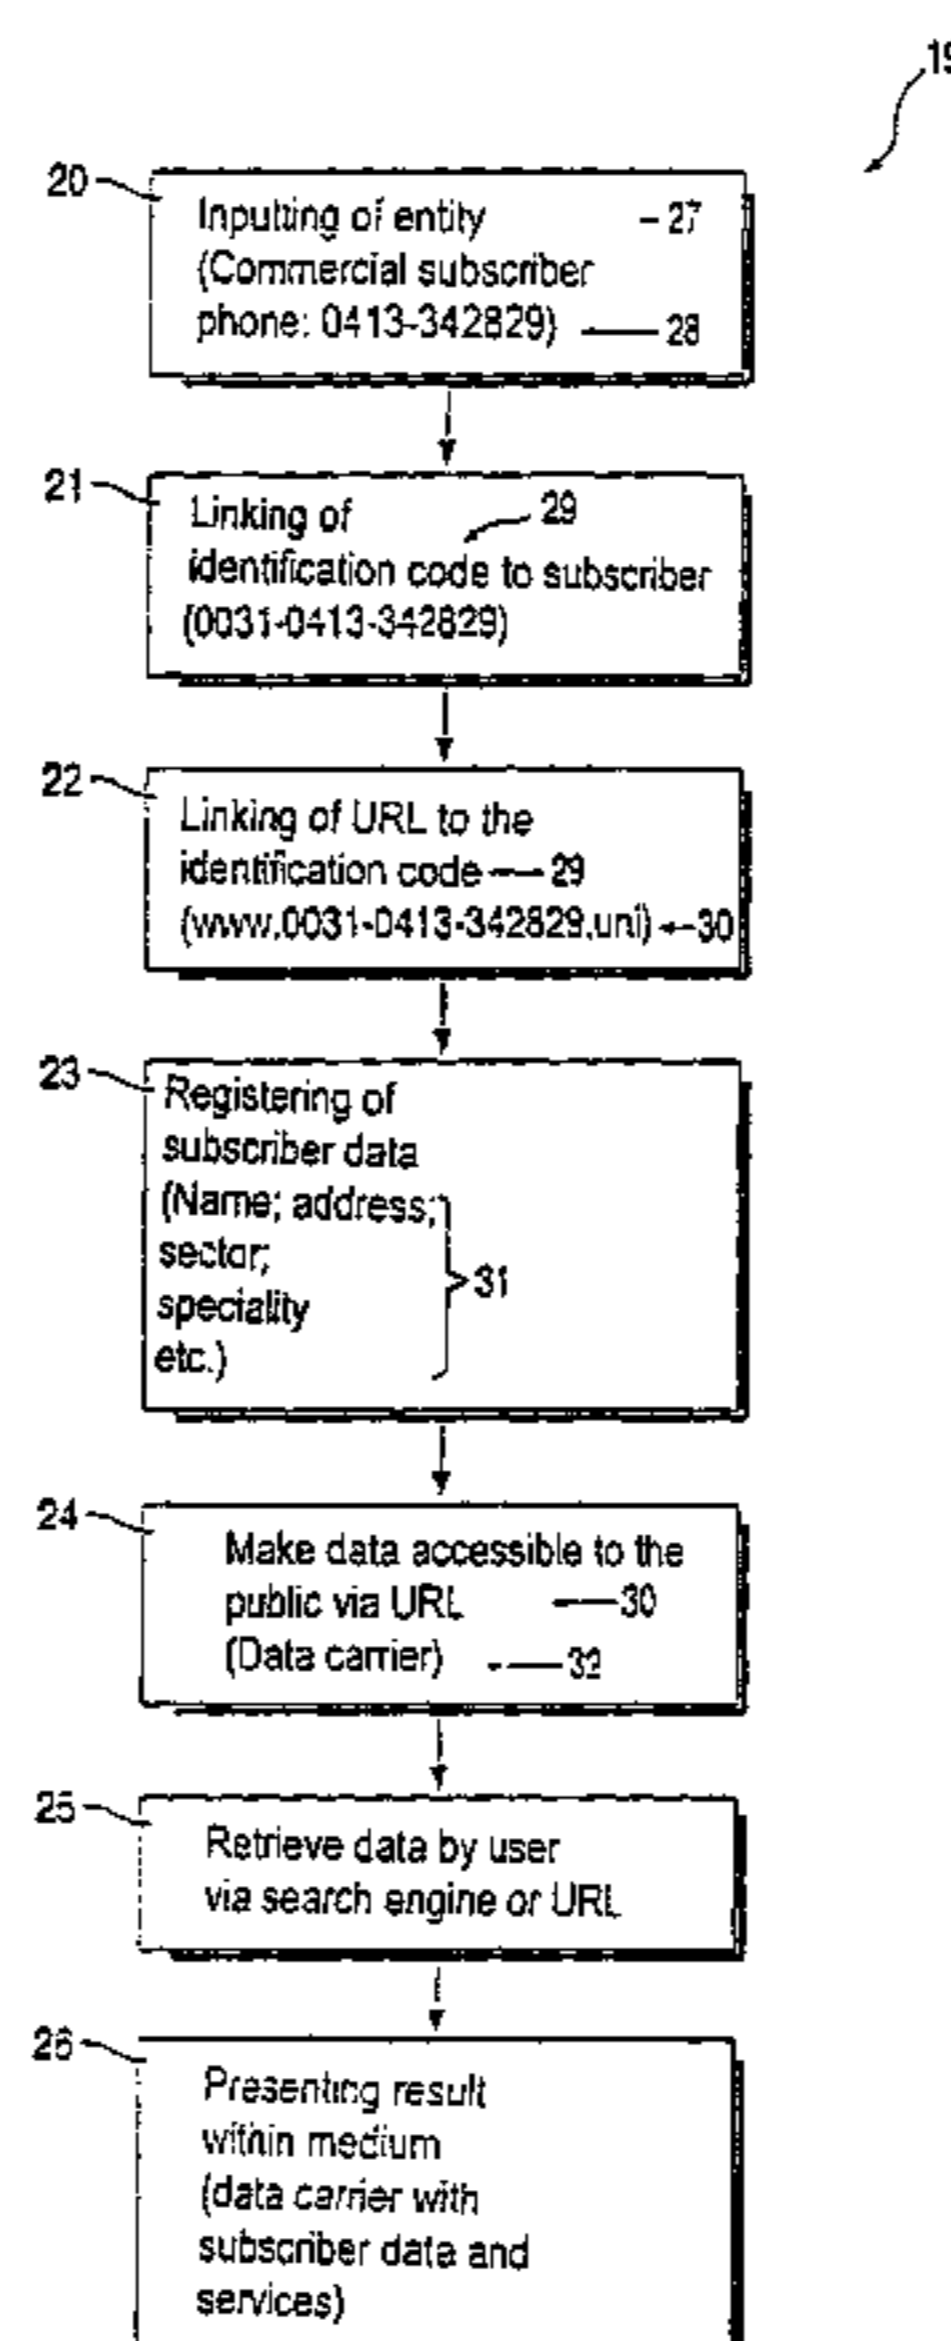 19
20
Inputting of entity 27
(Commercial subscriber
phone: 0413-342829) 28
21
Linking of 29
identification code to subscriber
(0031-0413-342829)
22
Linking of URL to the
identification code 29
(www.0031-0413-342829.uni) 30
23
Registering of
subscriber data
(Name; address;
sector;
speciality
etc.)
31
24
Make data accessible to the
public via URL 30
(Data carrier) 32
25
Retrieve data by user
via search engine or URL
26
Presenting result
within medium
(data carrier with
subscriber data and
services)